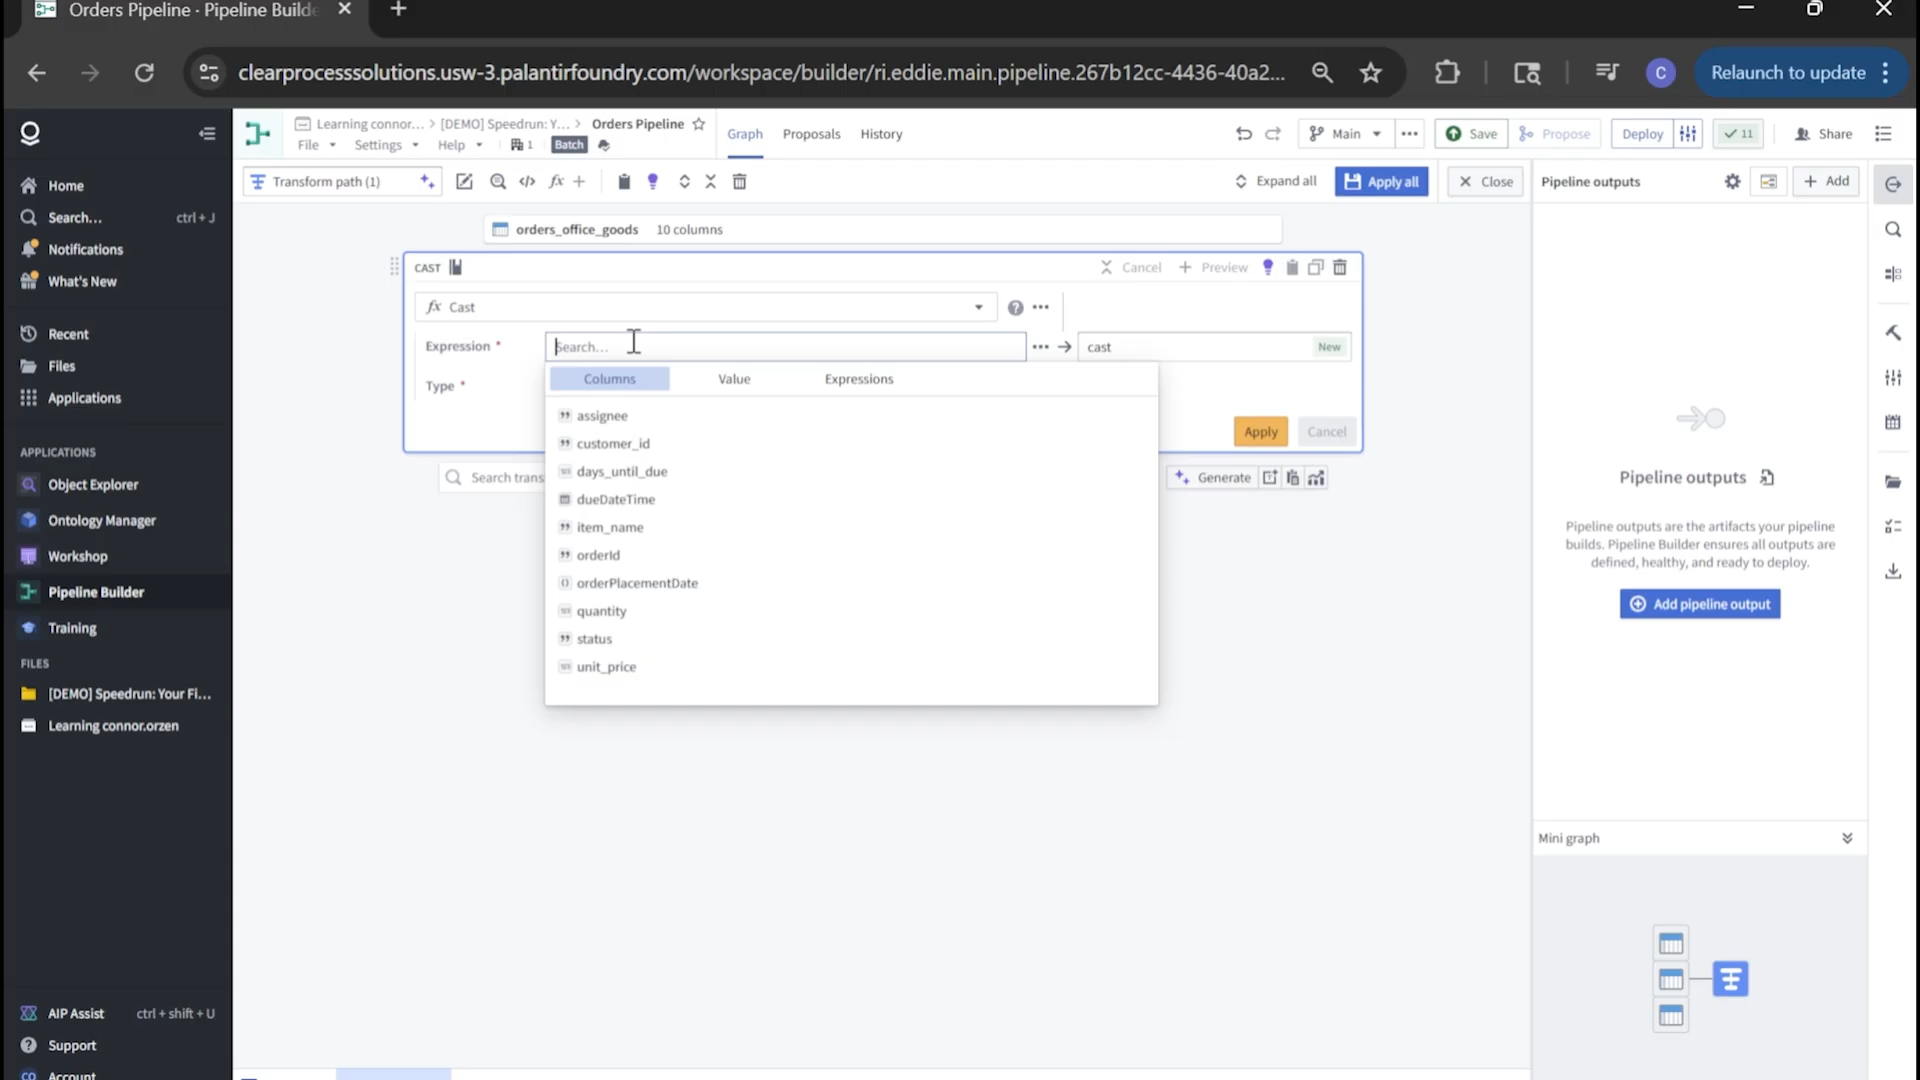 Orders Pipeline · Pipeline Builde
clearprocesssolutions.usw-3.palantirfoundry.com/workspace/builder/ri.eddie.main.pipeline.267b12cc-4436-40a2...
C
Relaunch to update
Home
Search... ctrl+J
Notifications
What's New
Recent
Files
Applications
APPLICATIONS
Object Explorer
Ontology Manager
Workshop
Pipeline Builder
Training
FILES
[DEMO] Speedrun: Your Fi...
Learning connor.orzen
AIP Assist ctrl + shift + U
Support
CO Account
Learning connor... > [DEMO] Speedrun: Y... > Orders Pipeline
File Settings Help 1 Batch
Graph Proposals History
Main
Save
Propose
Deploy
11
Share
Transform path (1)
fx
Expand all
Apply all
Close
orders_office_goods 10 columns
CAST
Cancel
Preview
fx Cast
Expression *
Search...
cast New
Type *
Columns Value Expressions
assignee
customer_id
days_until_due
dueDateTime
item_name
orderId
orderPlacementDate
quantity
status
unit_price
Apply Cancel
Search trans
Generate
Pipeline outputs
Add
Pipeline outputs
Pipeline outputs are the artifacts your pipeline
builds. Pipeline Builder ensures all outputs are
defined, healthy, and ready to deploy.
Add pipeline output
Mini graph